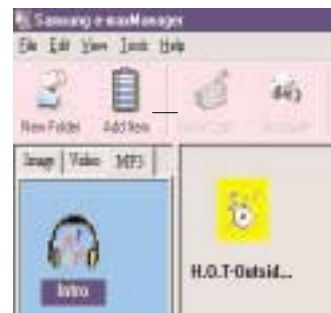 Samsung e-maxManager
File Edit View Tools Help
New Folder Add Item
Image Video MP3
Intro
H.O.T-Outsid...